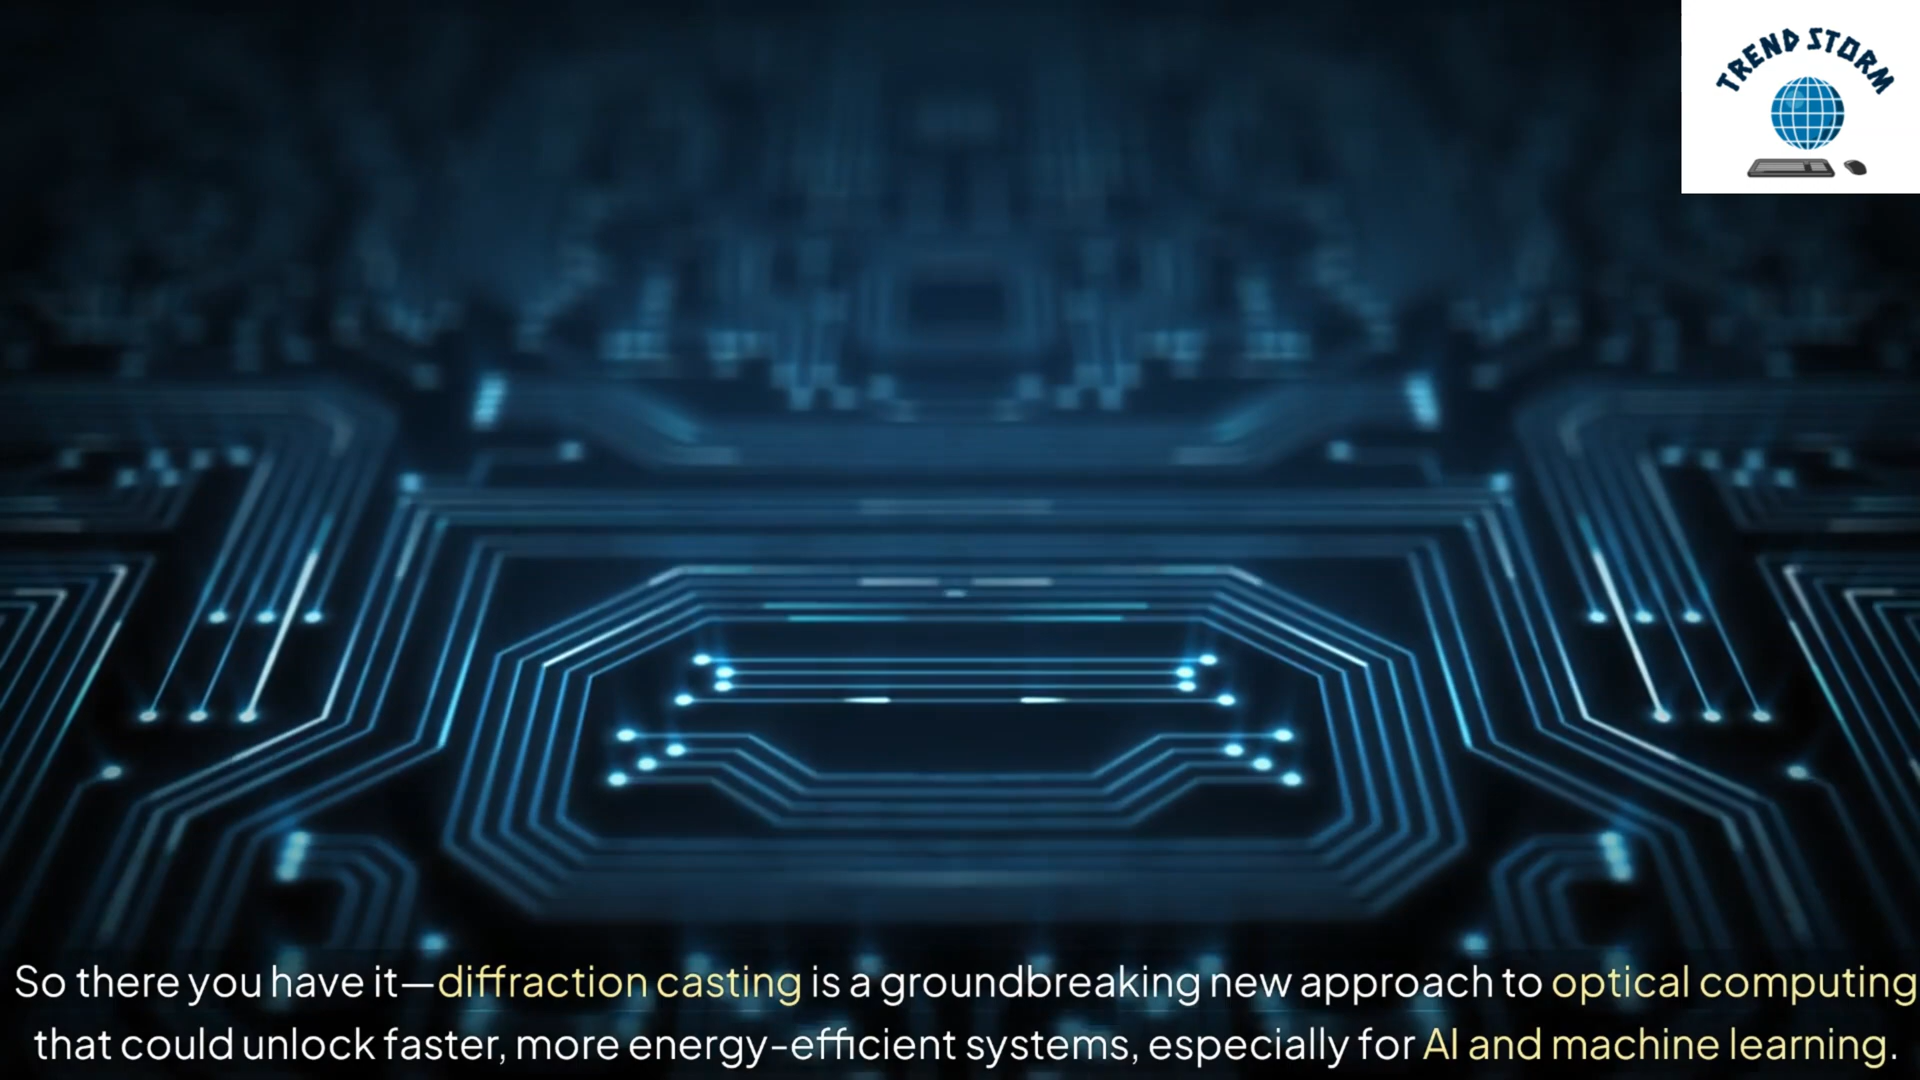 TREND STORM
So there you have it—diffraction casting is a groundbreaking new approach to optical computing
that could unlock faster, more energy-efficient systems, especially for AI and machine learning.